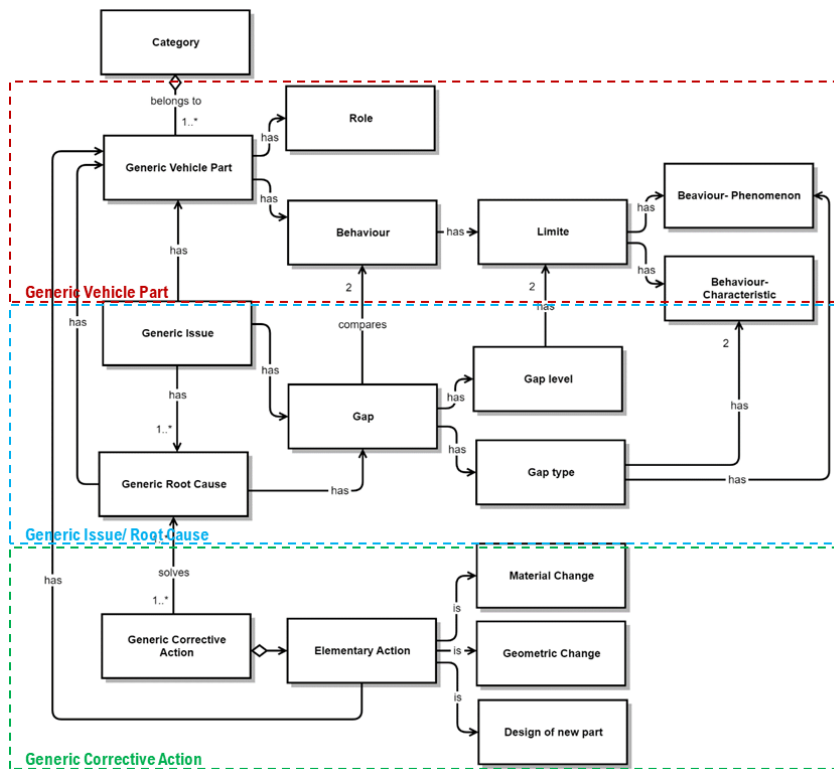 Category
belongs to
1..*
has
Role
Generic Vehicle Part
has
Beaviour- Phenomenon
has
Behaviour
has
Limite
has
has
Behaviour-
Characteristic
Generic Vehicle Part
2
2
has
Generic Issue
compares
2
has
has
has
Gap level
has
has
1..*
Gap
has
has
Gap type
Generic Root Cause
has
has
Generic Issue/ Root Cause
has
solves
Material Change
1..*
is
Generic Corrective
Action
Elementary Action
is
Geometric Change
is
Design of new part
Generic Corrective Action